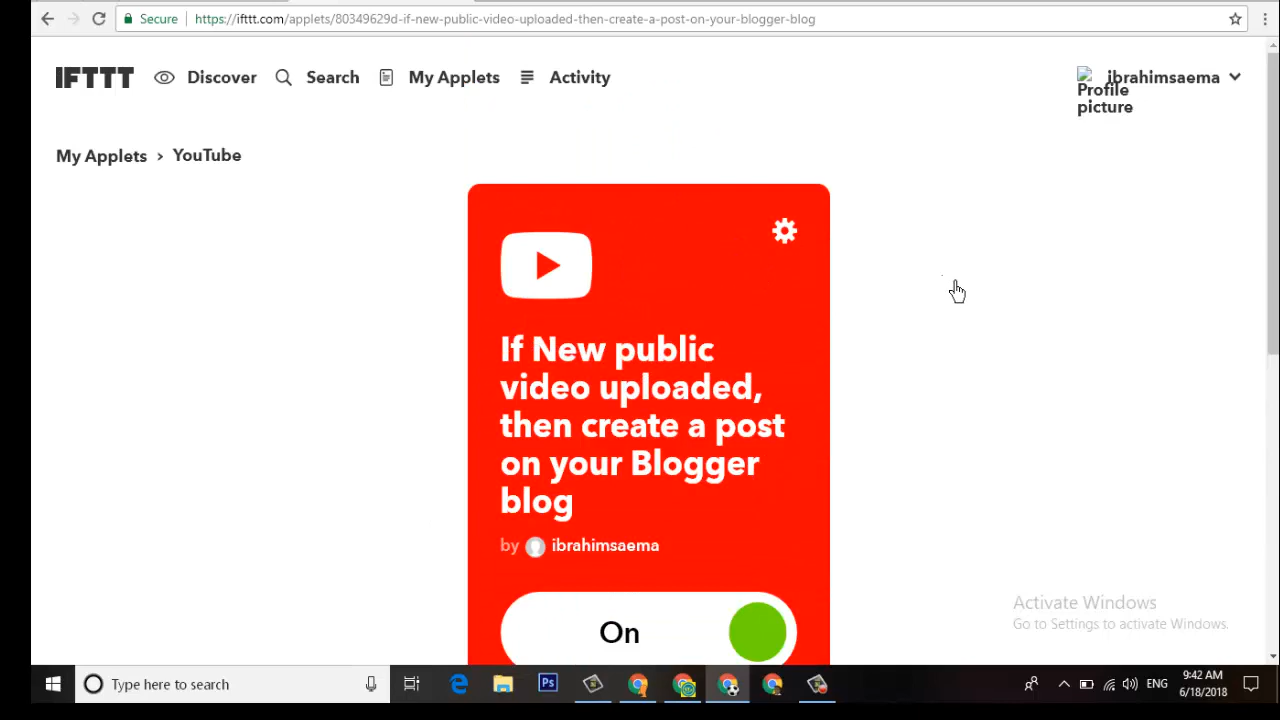 Secure https://ifttt.com/applets/80349629d-if-new-public-video-uploaded-then-create-a-post-on-your-blogger-blog
IFTTT Discover Search My Applets Activity
ibrahimsaema
Profile picture
My Applets › YouTube
If New public
video uploaded,
then create a post
on your Blogger
blog
by ibrahimsaema
On
Activate Windows
Go to Settings to activate Windows.
Type here to search
Ps
ENG
9:42 AM
6/18/2018